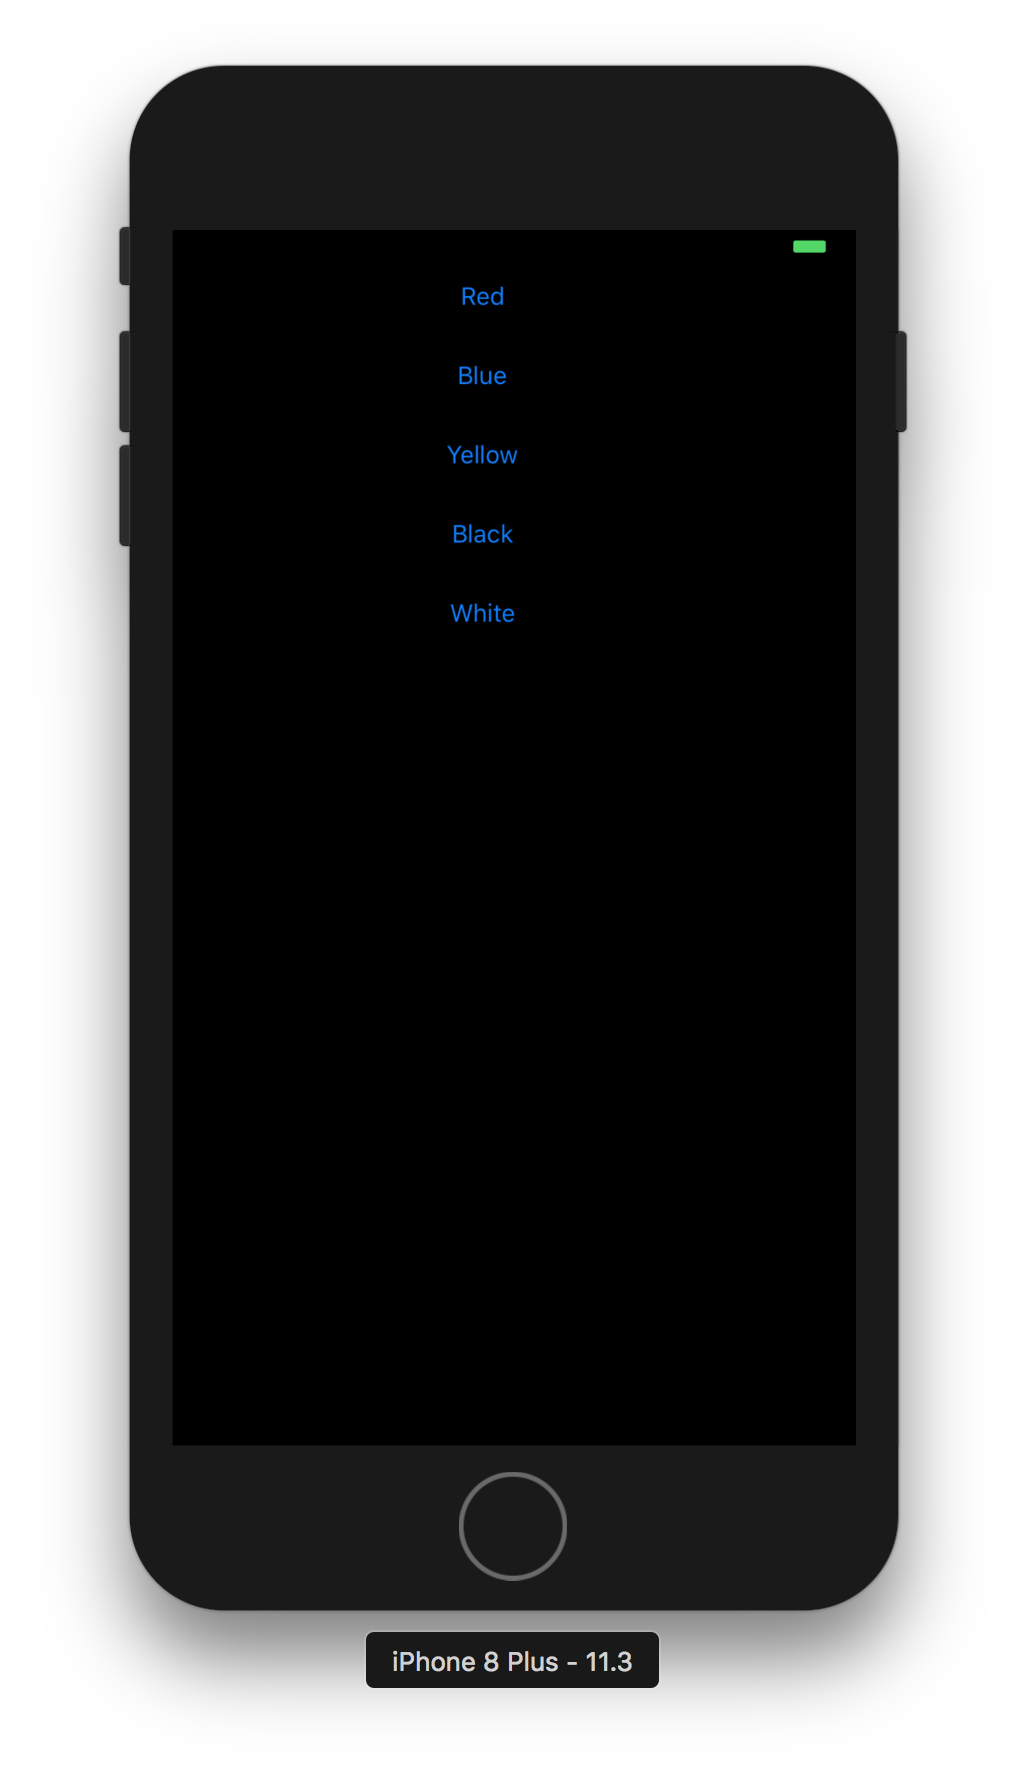 Red
Blue
Yellow
Black
White
iPhone 8 Plus - 11.3